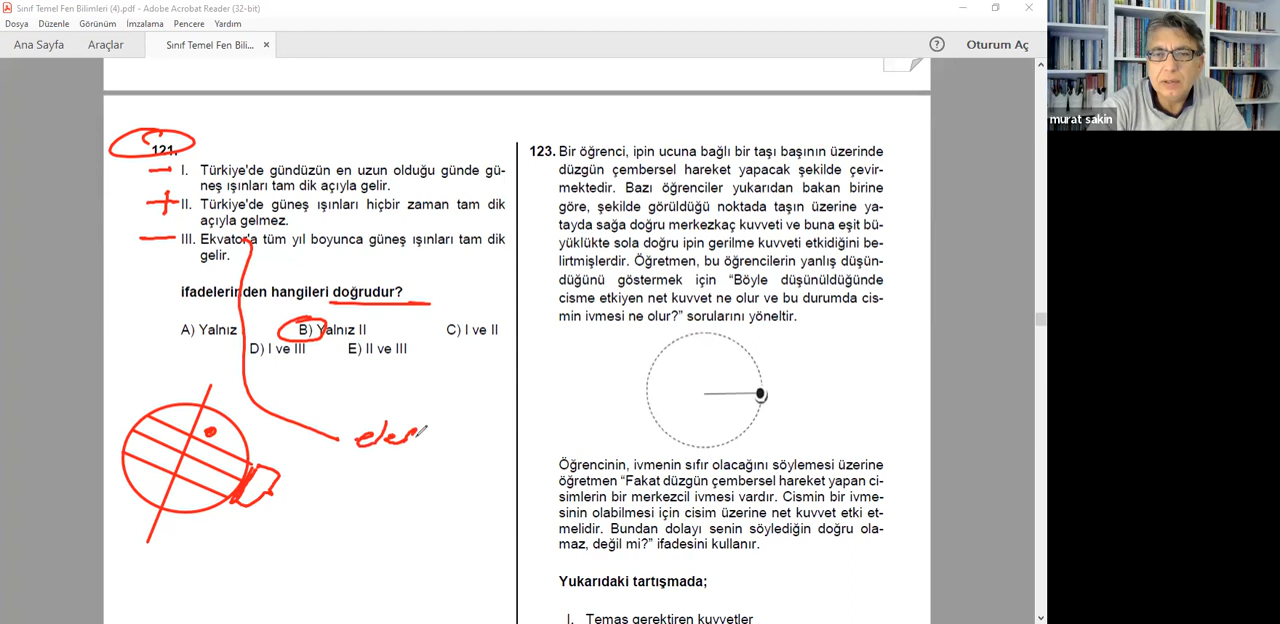 Sınıf Temel Fen Bilimleri (4).pdf - Adobe Acrobat Reader (32-bit)
Dosya Düzenle Görünüm İmzalama Pencere Yardım
Ana Sayfa Araçlar Sınıf Temel Fen Bili... × ? Oturum Aç
murat sakin
121.
I. Türkiye'de gündüzün en uzun olduğu günde gü-
neş ışınları tam dik açıyla gelir.
II. Türkiye'de güneş ışınları hiçbir zaman tam dik
açıyla gelmez.
III. Ekvator'a tüm yıl boyunca güneş ışınları tam dik
gelir.
ifadelerinden hangileri doğrudur?
A) Yalnız B) Yalnız II C) I ve II
D) I ve III E) II ve III
123. Bir öğrenci, ipin ucuna bağlı bir taşı başının üzerinde
düzgün çembersel hareket yapacak şekilde çevir-
mektedir. Bazı öğrenciler yukarıdan bakan birine
göre, şekilde görüldüğü noktada taşın üzerine ya-
tayda sağa doğru merkezkaç kuvveti ve buna eşit bü-
yüklükte sola doğru ipin gerilme kuvveti etkidiğini be-
lirtmişlerdir. Öğretmen, bu öğrencilerin yanlış düşün-
düğünü göstermek için “Böyle düşünüldüğünde
cisme etkiyen net kuvvet ne olur ve bu durumda cis-
min ivmesi ne olur?” sorularını yöneltir.
Öğrencinin, ivmenin sıfır olacağını söylemesi üzerine
öğretmen “Fakat düzgün çembersel hareket yapan ci-
simlerin bir merkezcil ivmesi vardır. Cismin bir ivme-
sinin olabilmesi için cisim üzerine net kuvvet etki et-
melidir. Bundan dolayı senin söylediğin doğru ola-
maz, değil mi?” ifadesini kullanır.
Yukarıdaki tartışmada;
I. Temas gerektiren kuvvetler